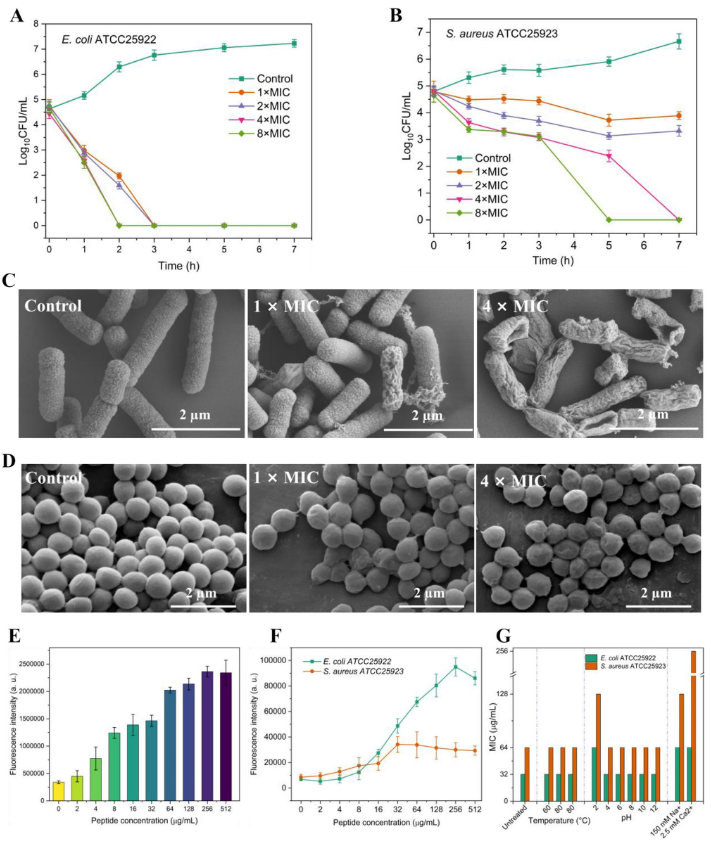 A
E. coli ATCC25922
Control
1×MIC
2×MIC
4×MIC
8×MIC
Log10CFU/mL
8
7
6
5
4
3
2
1
0
0 1 2 3 4 5 6 7
Time (h)
B
S. aureus ATCC25923
Control
1×MIC
2×MIC
4×MIC
8×MIC
Log10CFU/mL
8
7
6
5
4
3
2
1
0
0 1 2 3 4 5 6 7
Time (h)
C
Control
2 μm
1 × MIC
2 μm
4 × MIC
2 μm
D
Control
2 μm
1 × MIC
2 μm
4 × MIC
2 μm
E
Fluorescence intensity (a. u.)
2500000
2000000
1500000
1000000
500000
0
0 2 4 8 16 32 64 128 256 512
Peptide concentration (μg/mL)
F
E. coli ATCC25922
S. aureus ATCC25923
Fluorescence intensity (a. u.)
100000
80000
60000
40000
20000
0
0 2 4 8 16 32 64 128 256 512
Peptide concentration (μg/mL)
G
E. coli ATCC25922
S. aureus ATCC25923
MIC (μg/mL)
256
128
64
32
0
Untreated
60 80 80
Temperature (°C)
2 4 6 8 10 12
pH
150 mM Na+
2.5 mM Ca2+